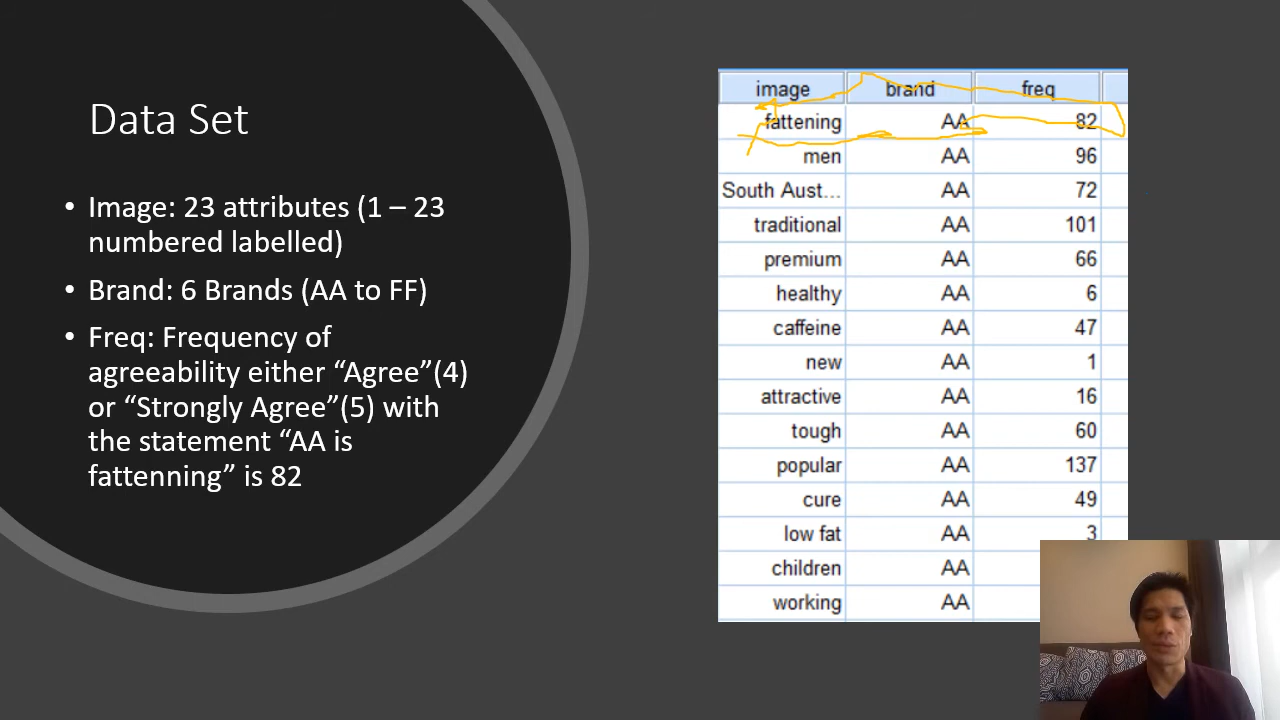 Data Set
• Image: 23 attributes (1 – 23
numbered labelled)
• Brand: 6 Brands (AA to FF)
• Freq: Frequency of
agreeability either “Agree”(4)
or “Strongly Agree”(5) with
the statement “AA is
fattenning” is 82
image brand freq
fattening AA 82
men AA 96
South Aust... AA 72
traditional AA 101
premium AA 66
healthy AA 6
caffeine AA 47
new AA 1
attractive AA 16
tough AA 60
popular AA 137
cure AA 49
low fat AA 3
children AA
working AA